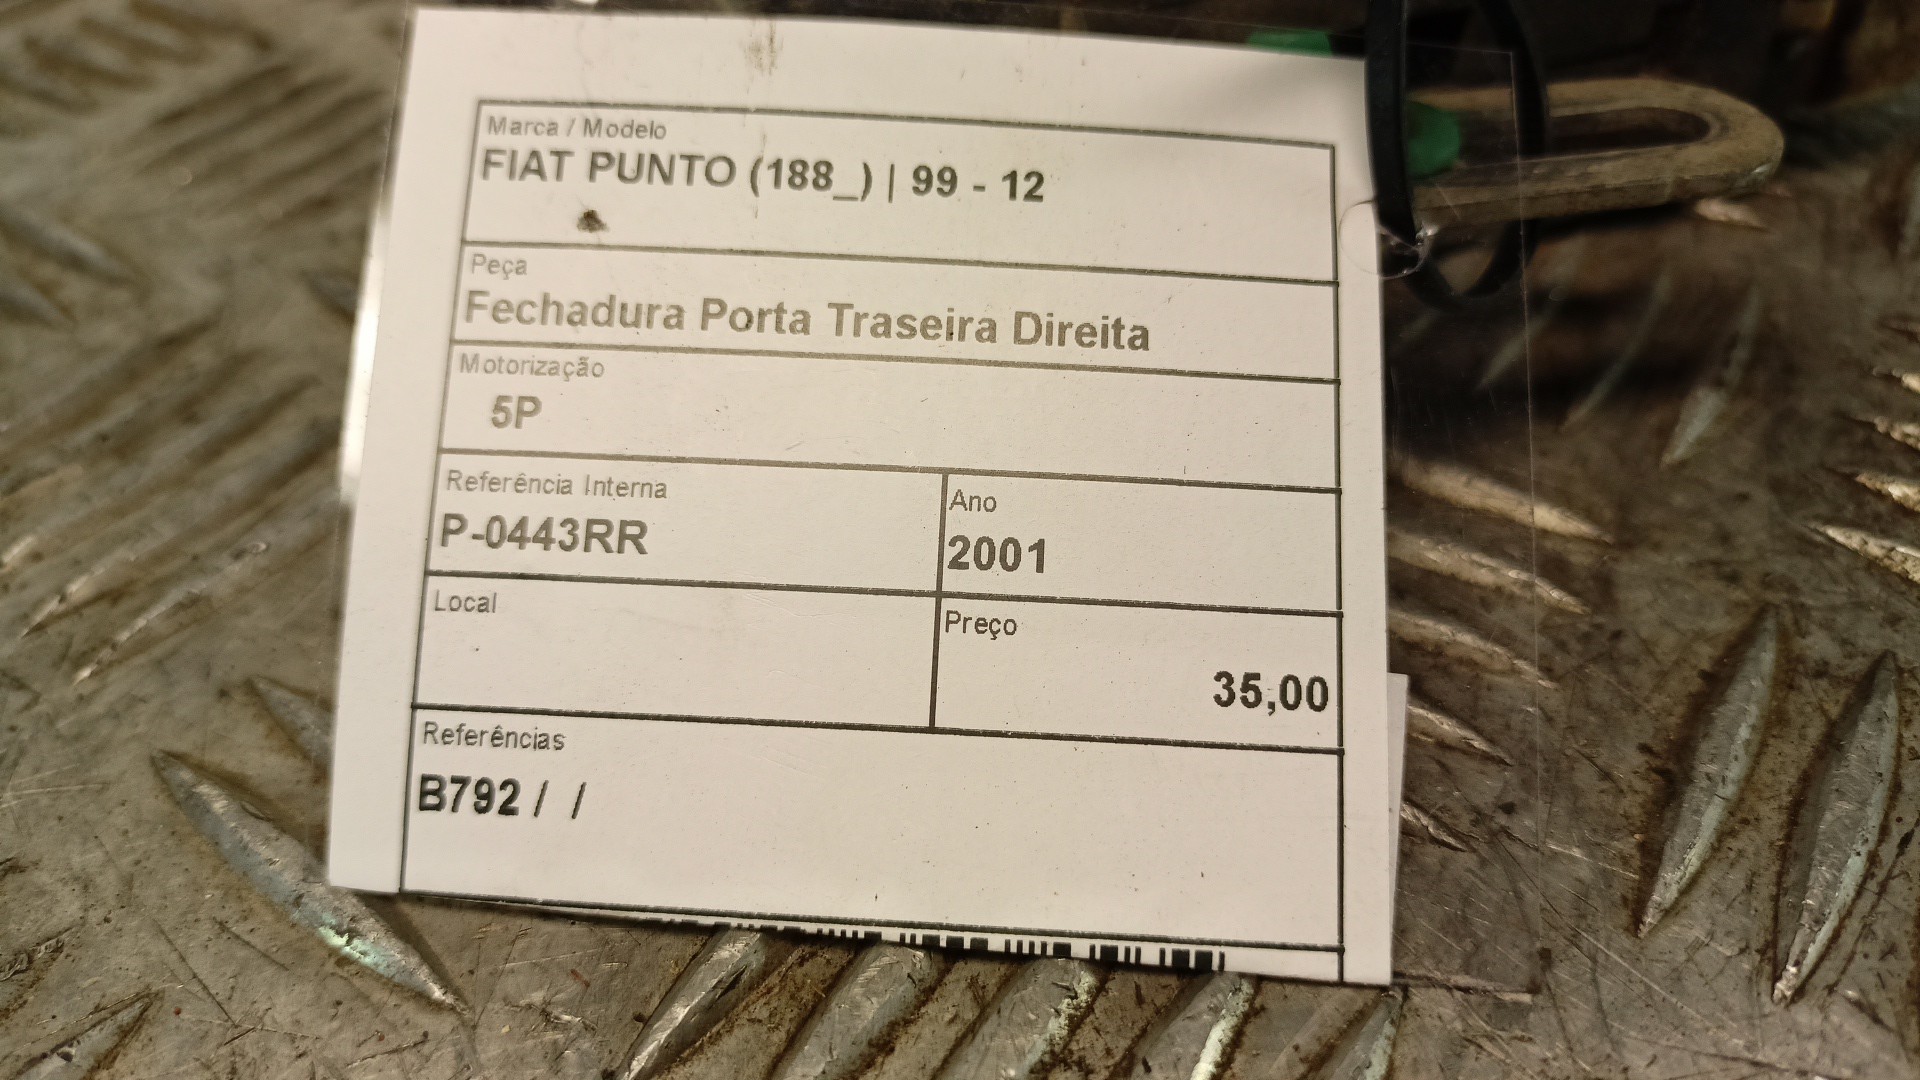 Marca / Modelo
FIAT PUNTO (188_) | 99 - 12
Peça
Fechadura Porta Traseira Direita
Motorização
5P
Referência Interna
P-0443RR
Ano
2001
Local
Preço
35,00
Referências
B792 /  /